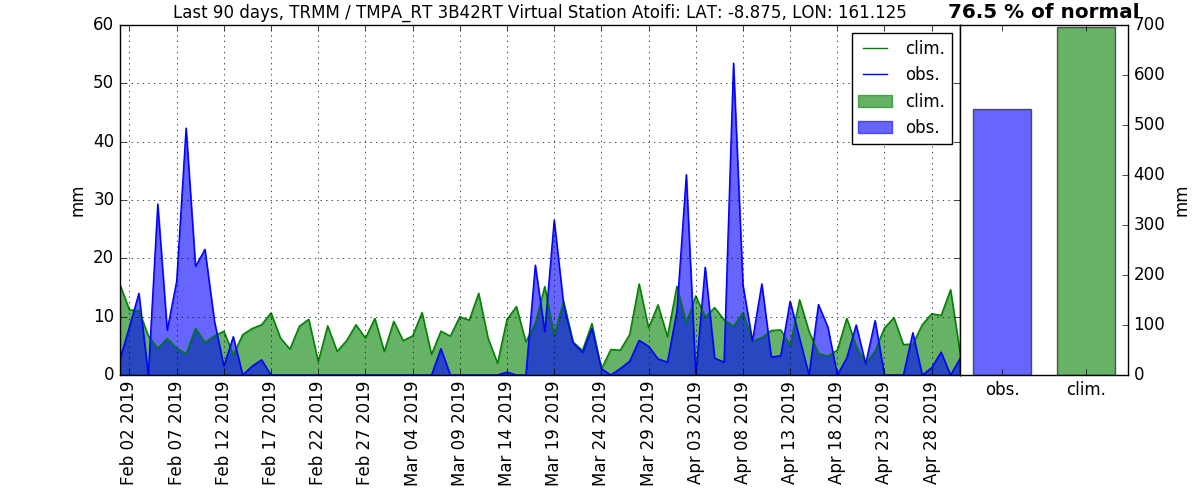 Last 90 days, TRMM / TMPA_RT 3B42RT Virtual Station Atoifi: LAT: -8.875, LON: 161.125
76.5 % of normal
60
50
40
30
20
10
0
mm
clim.
obs.
clim.
obs.
700
600
500
400
300
200
100
0
mm
Feb 02 2019
Feb 07 2019
Feb 12 2019
Feb 17 2019
Feb 22 2019
Feb 27 2019
Mar 04 2019
Mar 09 2019
Mar 14 2019
Mar 19 2019
Mar 24 2019
Mar 29 2019
Apr 03 2019
Apr 08 2019
Apr 13 2019
Apr 18 2019
Apr 23 2019
Apr 28 2019
obs.
clim.